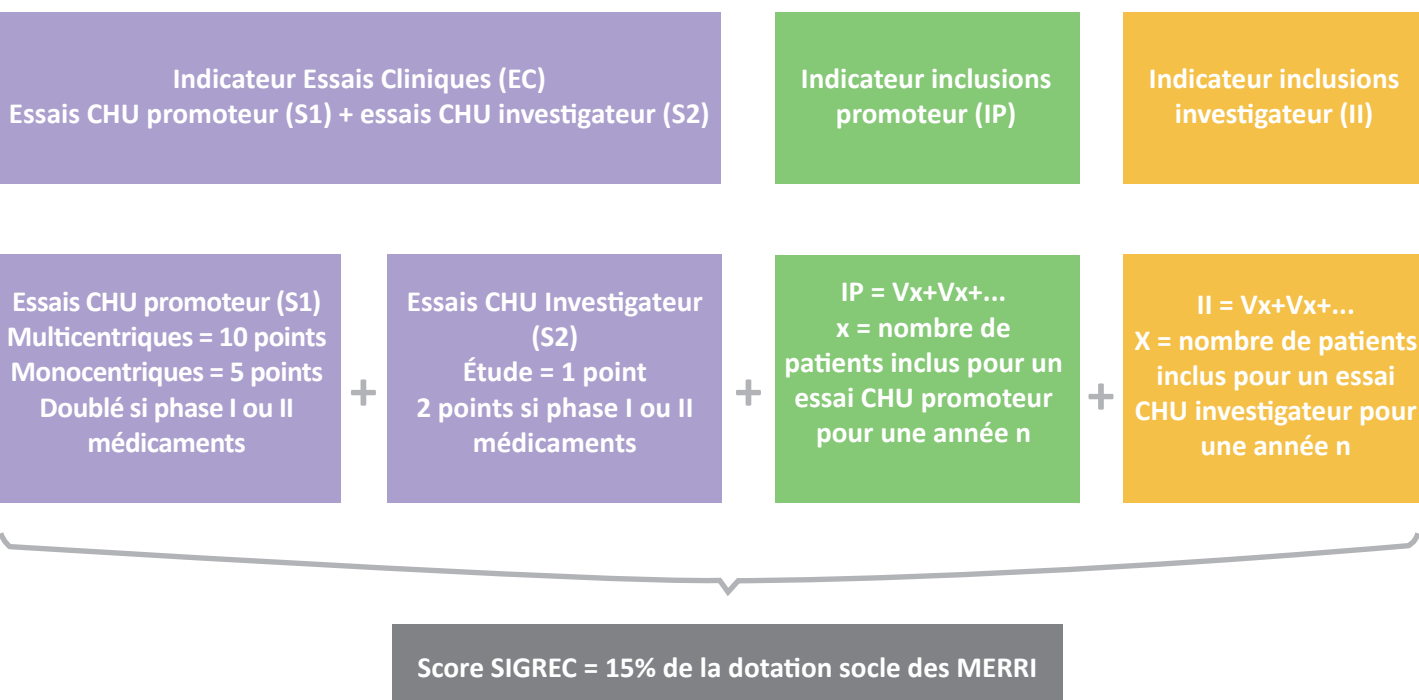 Indicateur Essais Cliniques (EC)
Essais CHU promoteur (S1) + essais CHU investigateur (S2)
Indicateur inclusions
promoteur (IP)
Indicateur inclusions
investigateur (II)
Essais CHU promoteur (S1)
Multicentriques = 10 points
Monocentriques = 5 points
Doublé si phase I ou II
médicaments
+
Essais CHU Investigateur
(S2)
Étude = 1 point
2 points si phase I ou II
médicaments
+
IP = Vx+Vx+...
x = nombre de
patients inclus pour un
essai CHU promoteur
pour une année n
+
II = Vx+Vx+...
X = nombre de patients
inclus pour un essai
CHU investigateur pour
une année n
Score SIGREC = 15% de la dotation socle des MERRI